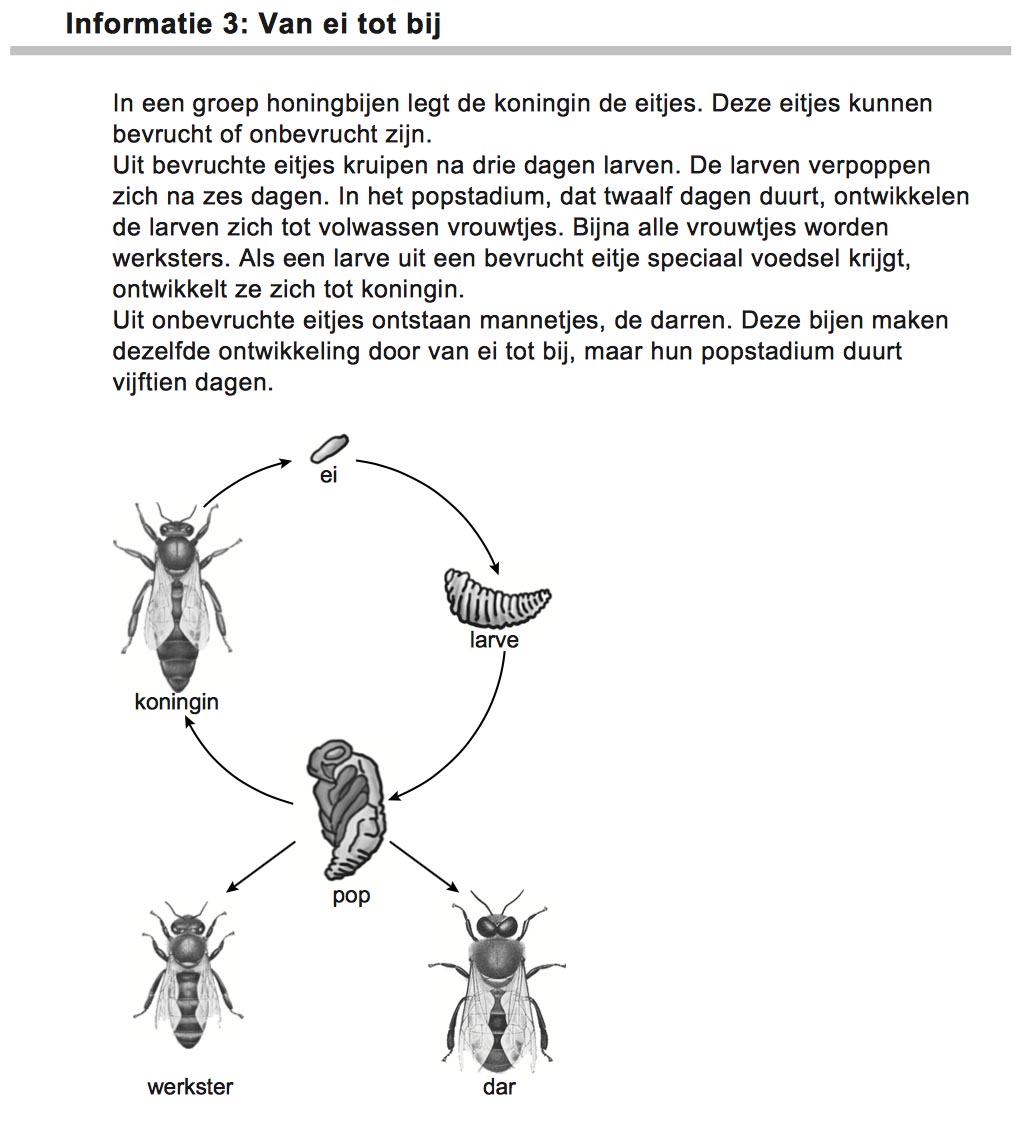 Informatie 3: Van ei tot bij
In een groep honingbijen legt de koningin de eitjes. Deze eitjes kunnen
bevrucht of onbevrucht zijn.
Uit bevruchte eitjes kruipen na drie dagen larven. De larven verpoppen
zich na zes dagen. In het popstadium, dat twaalf dagen duurt, ontwikkelen
de larven zich tot volwassen vrouwtjes. Bijna alle vrouwtjes worden
werksters. Als een larve uit een bevrucht eitje speciaal voedsel krijgt,
ontwikkelt ze zich tot koningin.
Uit onbevruchte eitjes ontstaan mannetjes, de darren. Deze bijen maken
dezelfde ontwikkeling door van ei tot bij, maar hun popstadium duurt
vijftien dagen.
ei
larve
koningin
pop
werkster
dar